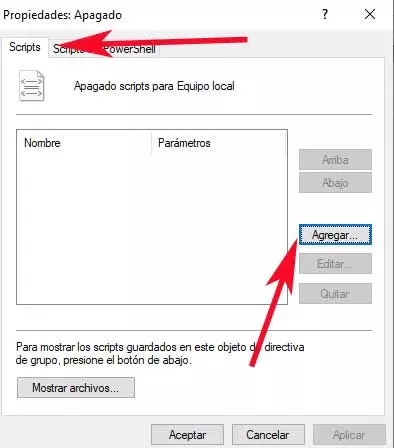 Propiedades: Apagado
Scripts
Scripts PowerShell
Apagado scripts para Equipo local
Nombre
Parámetros
Arriba
Abajo
Agregar...
Editar...
Quitar
Para mostrar los scripts guardados en este objeto de directiva
de grupo, presione el botón de abajo.
Mostrar archivos...
Aceptar
Cancelar
Aplicar